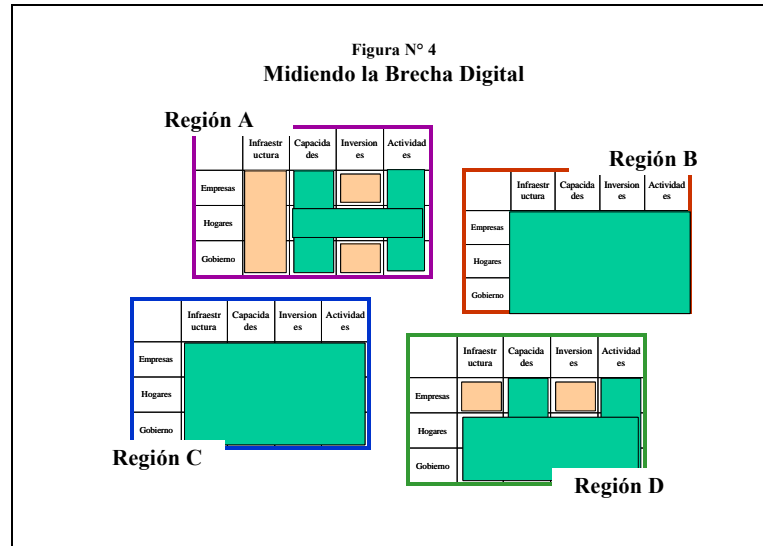 Figura N° 4
Midiendo la Brecha Digital
Región A
Infraestr
uctura
Capacida
des
Inversion
es
Actividad
es
Empresas
Hogares
Gobierno
Región B
Infraestr
uctura
Capacida
des
Inversion
es
Actividad
es
Empresas
Hogares
Gobierno
Infraestr
uctura
Capacida
des
Inversion
es
Actividad
es
Empresas
Hogares
Gobierno
Región C
Infraestr
uctura
Capacida
des
Inversion
es
Actividad
es
Empresas
Hogares
Gobierno
Región D